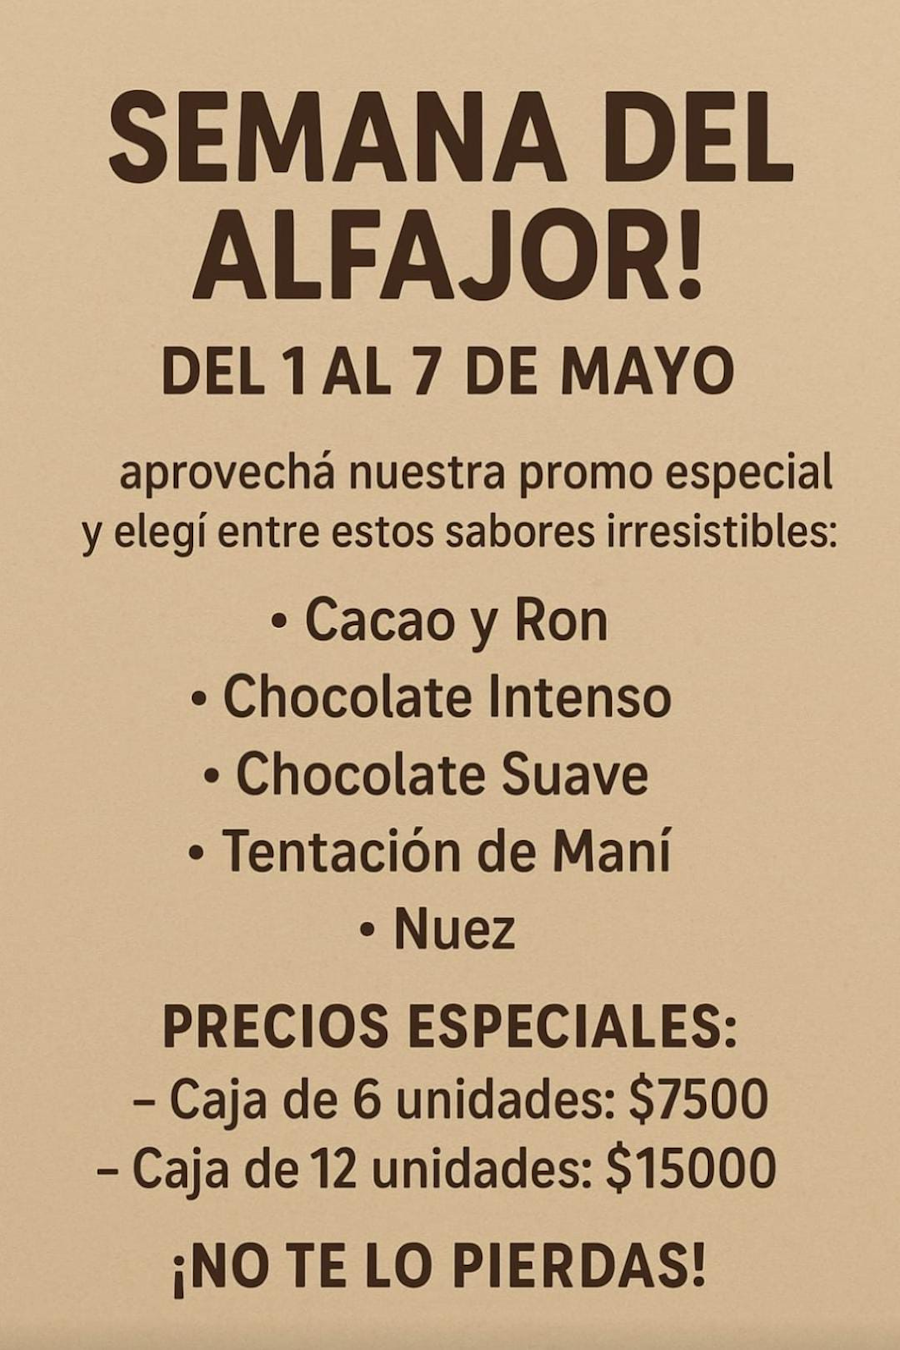 SEMANA DEL
ALFAJOR!
DEL 1 AL 7 DE MAYO
aprovechá nuestra promo especial
y elegí entre estos sabores irresistibles:
• Cacao y Ron
• Chocolate Intenso
• Chocolate Suave
• Tentación de Maní
• Nuez
PRECIOS ESPECIALES:
– Caja de 6 unidades: $7500
– Caja de 12 unidades: $15000
¡NO TE LO PIERDAS!